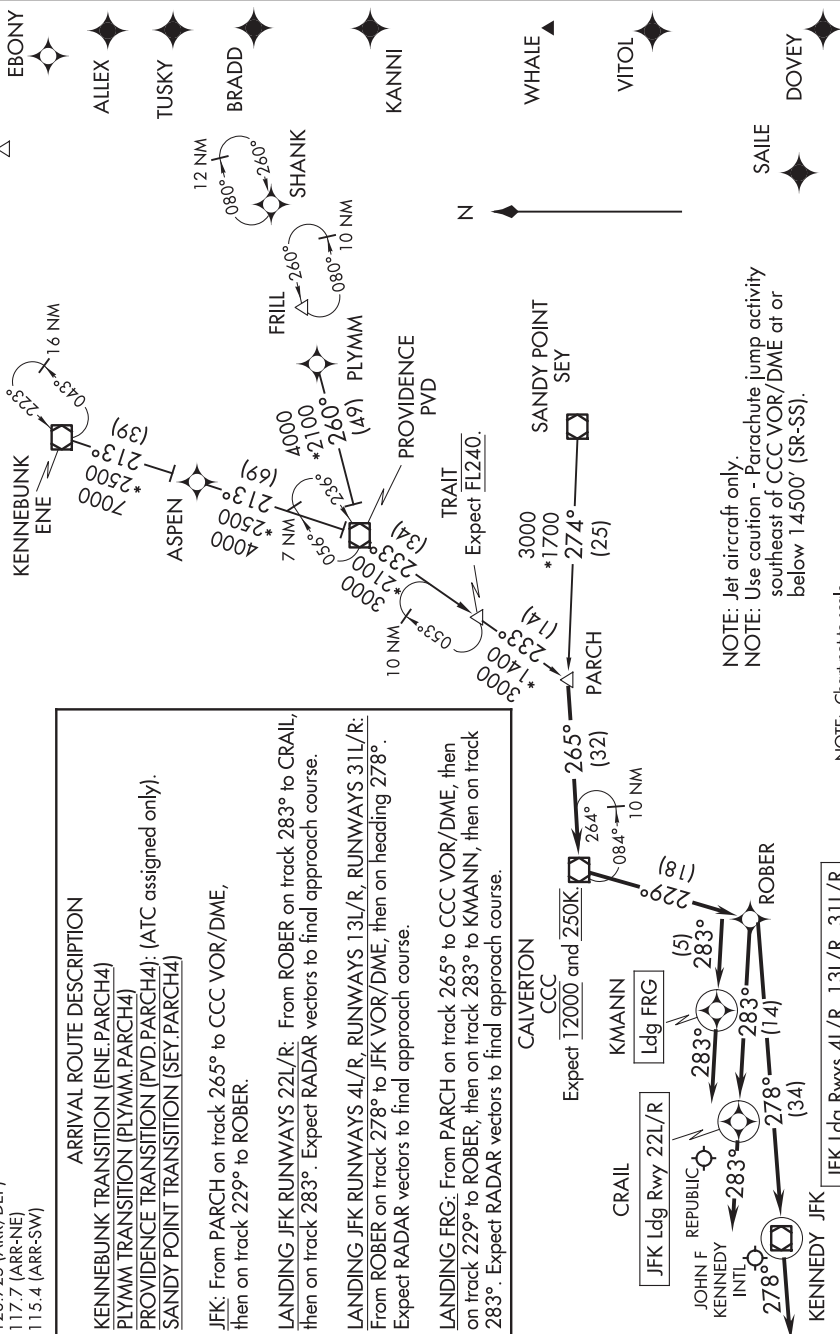 117.7 (ARR-NE)
115.4 (ARR-SW)
ARRIVAL ROUTE DESCRIPTION
KENNEBUNK TRANSITION (ENE.PARCH4)
PLYMM TRANSITION (PLYMM.PARCH4)
PROVIDENCE TRANSITION (PVD.PARCH4): (ATC assigned only).
SANDY POINT TRANSITION (SEY.PARCH4)
JFK: From PARCH on track 265° to CCC VOR/DME,
then on track 229° to ROBER.
LANDING JFK RUNWAYS 22L/R: From ROBER on track 283° to CRAIL,
then on track 283°. Expect RADAR vectors to final approach course.
LANDING JFK RUNWAYS 4L/R, RUNWAYS 13L/R, RUNWAYS 31L/R:
From ROBER on track 278° to JFK VOR/DME, then on heading 278°.
Expect RADAR vectors to final approach course.
LANDING FRG: From PARCH on track 265° to CCC VOR/DME, then
on track 229° to ROBER, then on track 283° to KMANN, then on track
283°. Expect RADAR vectors to final approach course.
EBONY
ALLEX
TUSKY
BRADD
KANNI
WHALE
VITOL
DOVEY
SAILE
12 NM
080°
260°
SHANK
FRILL
260°
080°
10 NM
N
KENNEBUNK
ENE
223°
043°
16 NM
7000
*2500
213°
(39)
ASPEN
4000
*2500
213°
(69)
PLYMM
4000
*2100
260°
(49)
PROVIDENCE
PVD
7 NM
056°
236°
3000
*2100
233°
(34)
TRAIT
Expect FL240.
10 NM
053°
3000
*1400
233°
(14)
SANDY POINT
SEY
3000
*1700
274°
(25)
PARCH
265°
(32)
264°
084°
10 NM
CALVERTON
CCC
Expect 12000 and 250K.
229°
(18)
ROBER
(5)
283°
KMANN
Ldg FRG
283°
283°
(14)
CRAIL
JFK Ldg Rwy 22L/R
283°
278°
(34)
REPUBLIC
JOHN F
KENNEDY
INTL
278°
KENNEDY JFK
JFK Ldg Rwys 4L/R, 13L/R, 31L/R
NOTE: Jet aircraft only.
NOTE: Use caution - Parachute jump activity
southeast of CCC VOR/DME at or
below 14500' (SR-SS).
NOTE: Chart not to scale.